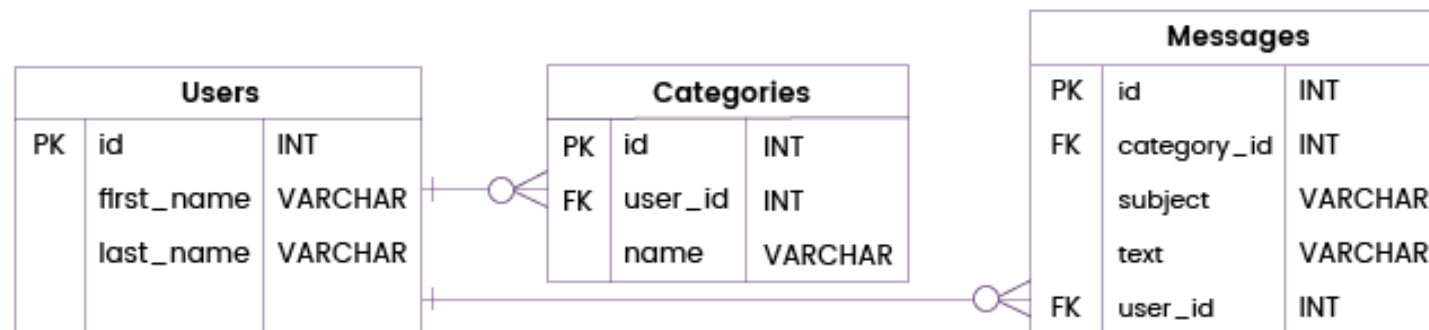 Users
PK id INT
first_name VARCHAR
last_name VARCHAR
Categories
PK id INT
FK user_id INT
name VARCHAR
Messages
PK id INT
FK category_id INT
subject VARCHAR
text VARCHAR
FK user_id INT